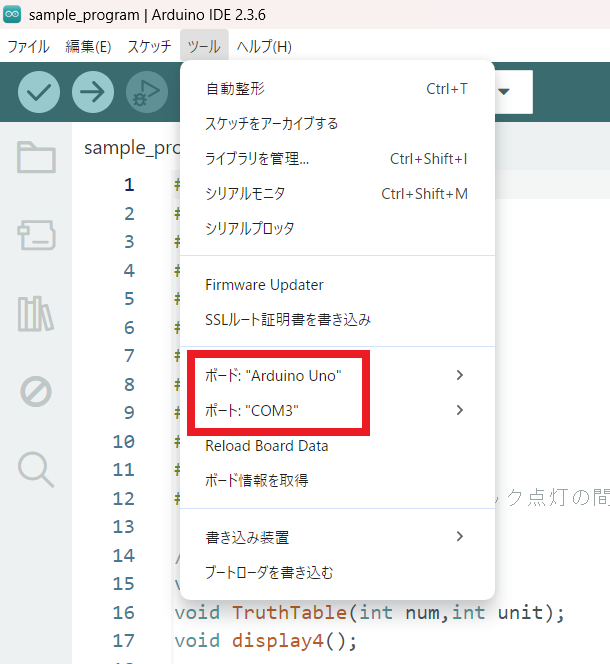 sample_program | Arduino IDE 2.3.6
ファイル 編集(E) スケッチ ツール ヘルプ(H)
自動整形 Ctrl+T
スケッチをアーカイブする
ライブラリを管理... Ctrl+Shift+I
シリアルモニタ Ctrl+Shift+M
シリアルプロッタ
Firmware Updater
SSLルート証明書を書き込み
ボード: "Arduino Uno"
ポート: "COM3"
Reload Board Data
ボード情報を取得
書き込み装置
ブートローダを書き込む
sample_pro
1 #
2 #
3 #
4 #
5 #
6 #
7 #
8 #
9 #
10 #
11 #
12 # ック点灯の間
13
14 /
15 v
16 void TruthTable(int num,int unit);
17 void display4();